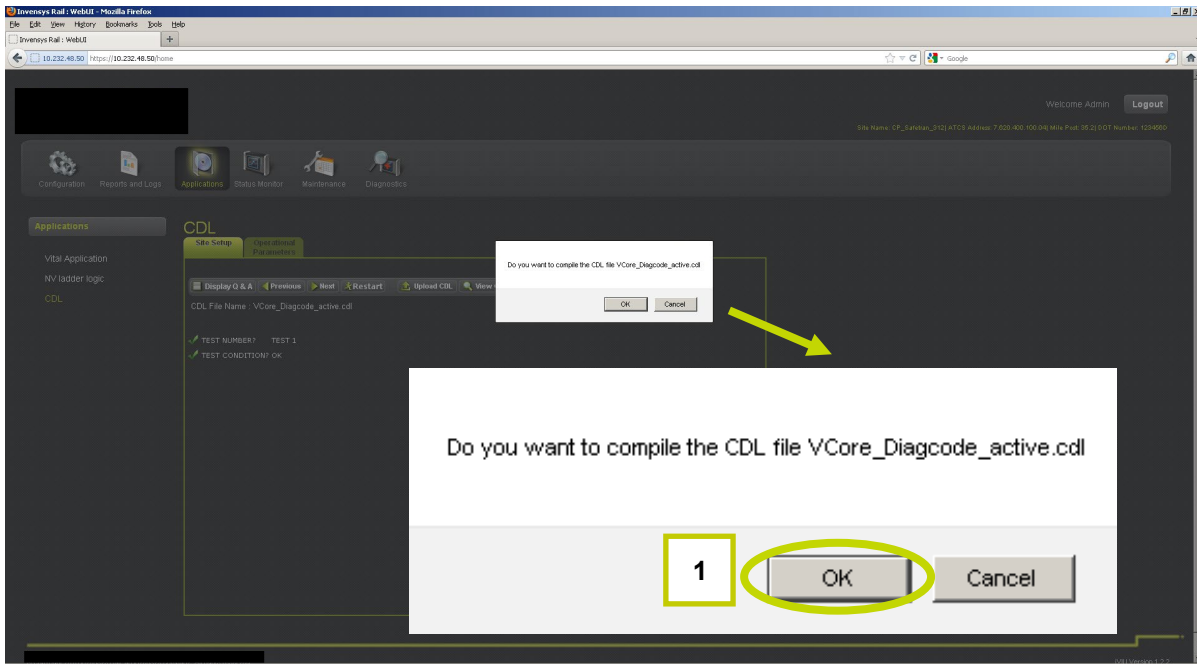 Invensys Rail : WebUI - Mozilla Firefox
File Edit View History Bookmarks Tools Help
Invensys Rail : WebUI +
10.232.48.50 https://10.232.48.50/home Google
Welcome Admin Logout
Configuration Reports and Logs Applications Status Monitor Maintenance Diagnostics
Applications
Vital Application
NV ladder logic
CDL
CDL
Site Setup Operational Parameters
Display Q & A Previous Next Restart Upload CDL View
CDL File Name : VCore_Diagcode_active.cdl
TEST NUMBER? TEST 1
TEST CONDITION? OK
Do you want to compile the CDL file VCore_Diagcode_active.cdl
OK Cancel
Do you want to compile the CDL file VCore_Diagcode_active.cdl
1 OK Cancel